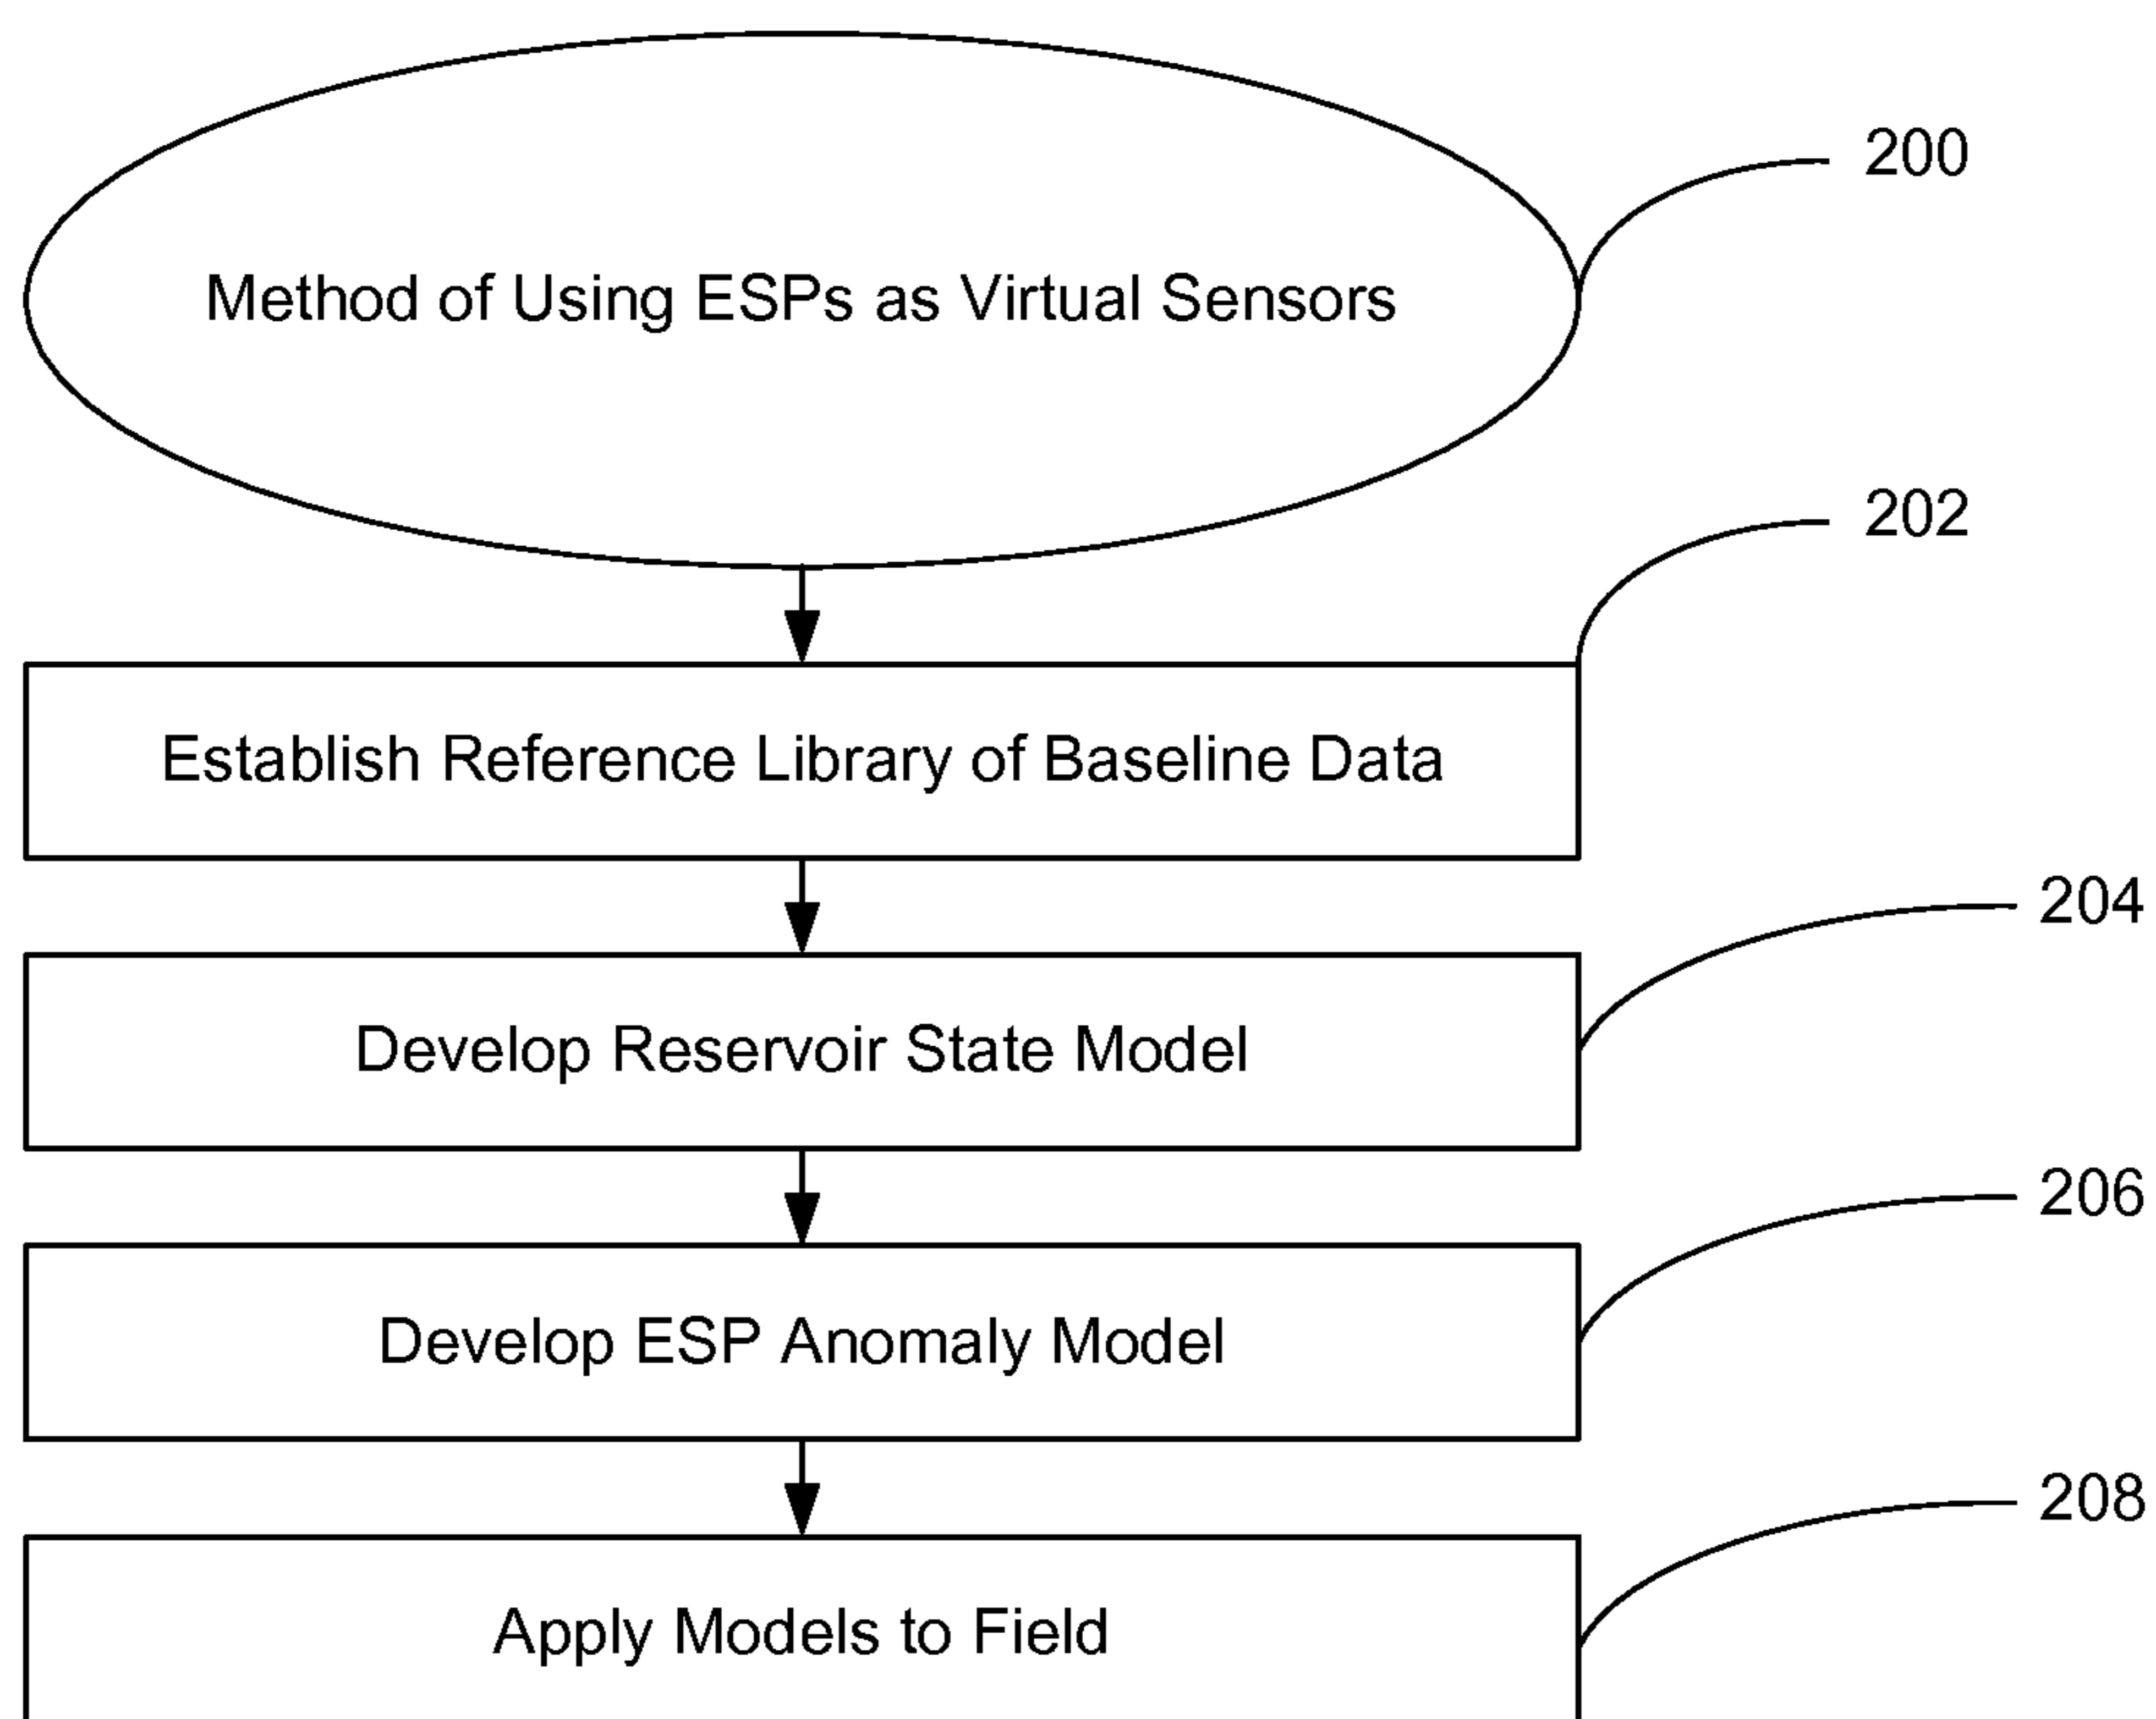 200
Method of Using ESPs as Virtual Sensors
202
Establish Reference Library of Baseline Data
204
Develop Reservoir State Model
206
Develop ESP Anomaly Model
208
Apply Models to Field